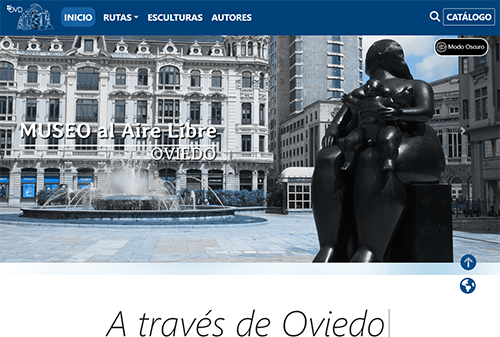 OVD
INICIO RUTAS ESCULTURAS AUTORES CATÁLOGO
Modo Oscuro
MUSEO al Aire Libre
OVIEDO
A través de Oviedo